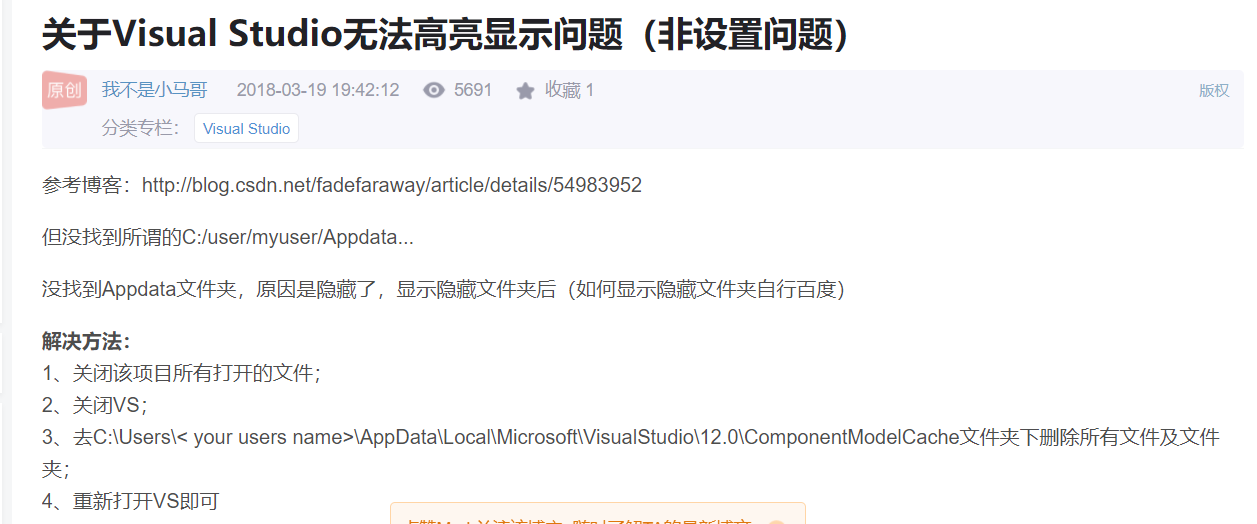 关于Visual Studio无法高亮显示问题（非设置问题）
原创 我不是小马哥 2018-03-19 19:42:12 5691 收藏 1 版权
分类专栏： Visual Studio
参考博客：http://blog.csdn.net/fadefaraway/article/details/54983952
但没找到所谓的C:/user/myuser/Appdata...
没找到Appdata文件夹，原因是隐藏了，显示隐藏文件夹后（如何显示隐藏文件夹自行百度）
解决方法：
1、关闭该项目所有打开的文件；
2、关闭VS；
3、去C:\Users\< your users name>\AppData\Local\Microsoft\VisualStudio\12.0\ComponentModelCache文件夹下删除所有文件及文件
夹；
4、重新打开VS即可